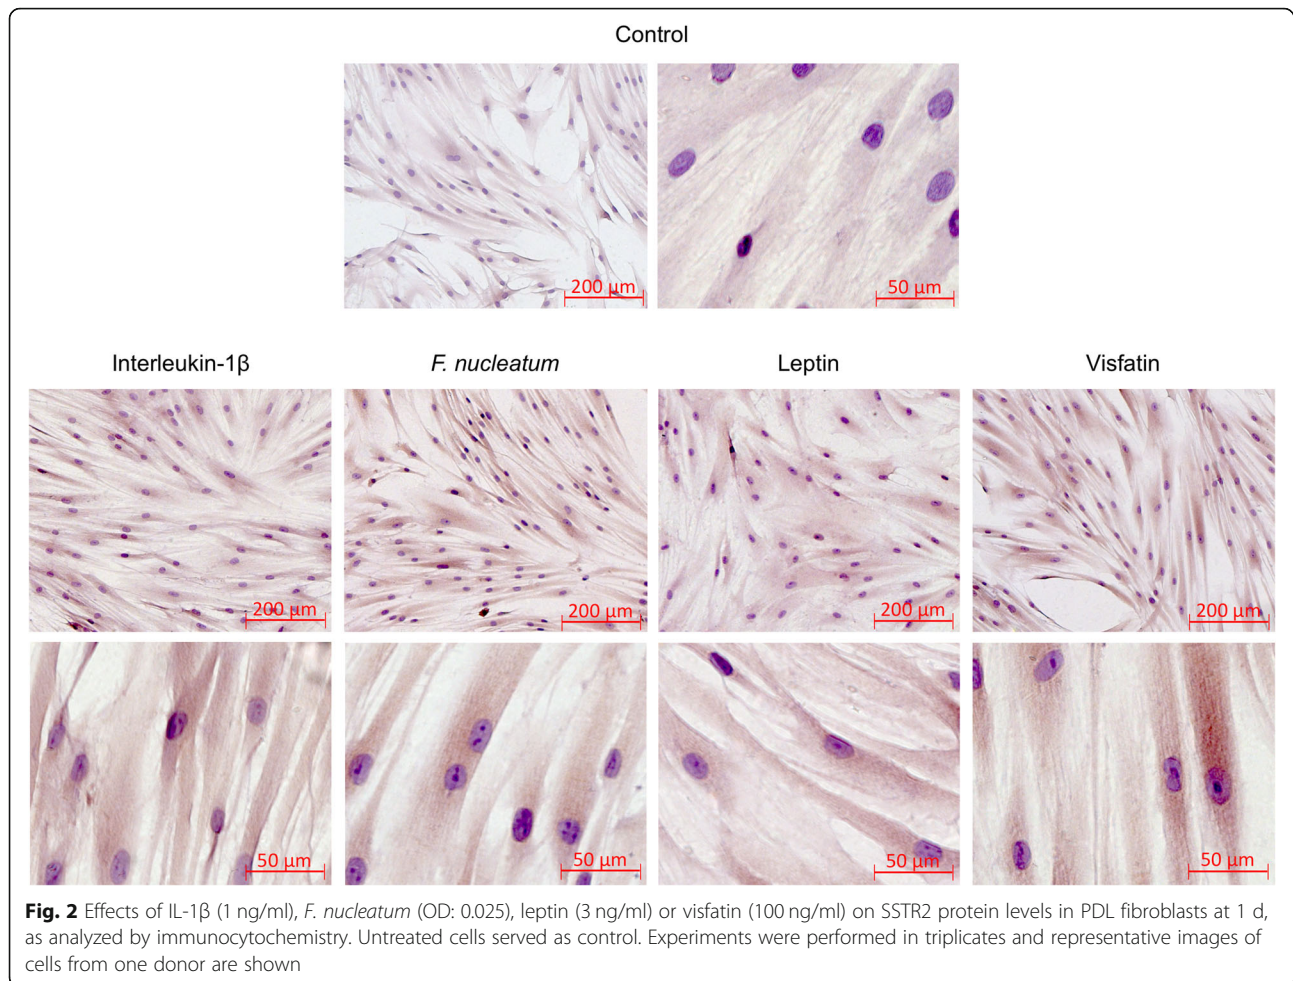 Control
200 µm
50 µm
Interleukin-1β
F. nucleatum
Leptin
Visfatin
200 µm
200 µm
200 µm
200 µm
50 µm
50 µm
50 µm
50 µm
Fig. 2 Effects of IL-1β (1 ng/ml), F. nucleatum (OD: 0.025), leptin (3 ng/ml) or visfatin (100 ng/ml) on SSTR2 protein levels in PDL fibroblasts at 1 d,
as analyzed by immunocytochemistry. Untreated cells served as control. Experiments were performed in triplicates and representative images of
cells from one donor are shown